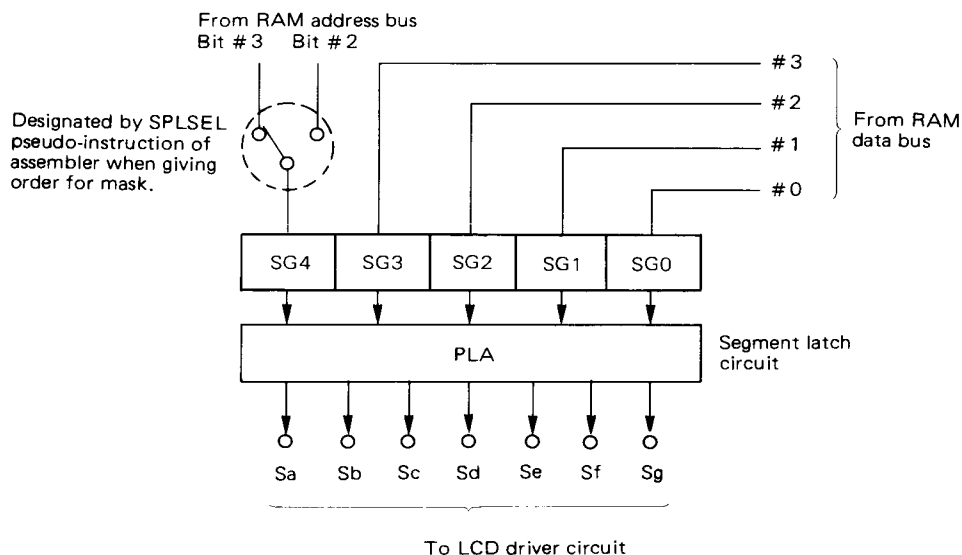 From RAM address bus
Bit #3 Bit #2
#3
#2
#1
#0
From RAM
data bus
Designated by SPLSEL
pseudo-instruction of
assembler when giving
order for mask.
SG4 SG3 SG2 SG1 SG0
PLA
Segment latch
circuit
Sa Sb Sc Sd Se Sf Sg
To LCD driver circuit